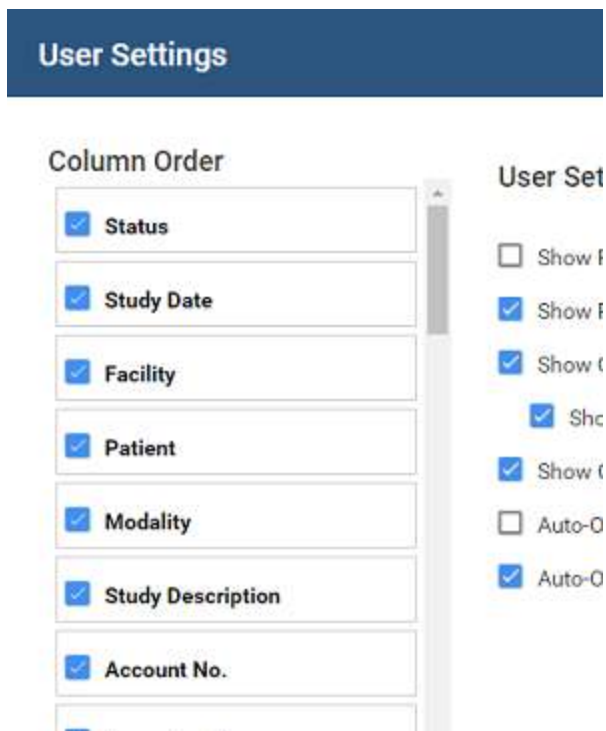 User Settings
Column Order
Status
Study Date
Facility
Patient
Modality
Study Description
Account No.
User Set
Show
Show
Show
Show
Auto-O
Auto-O